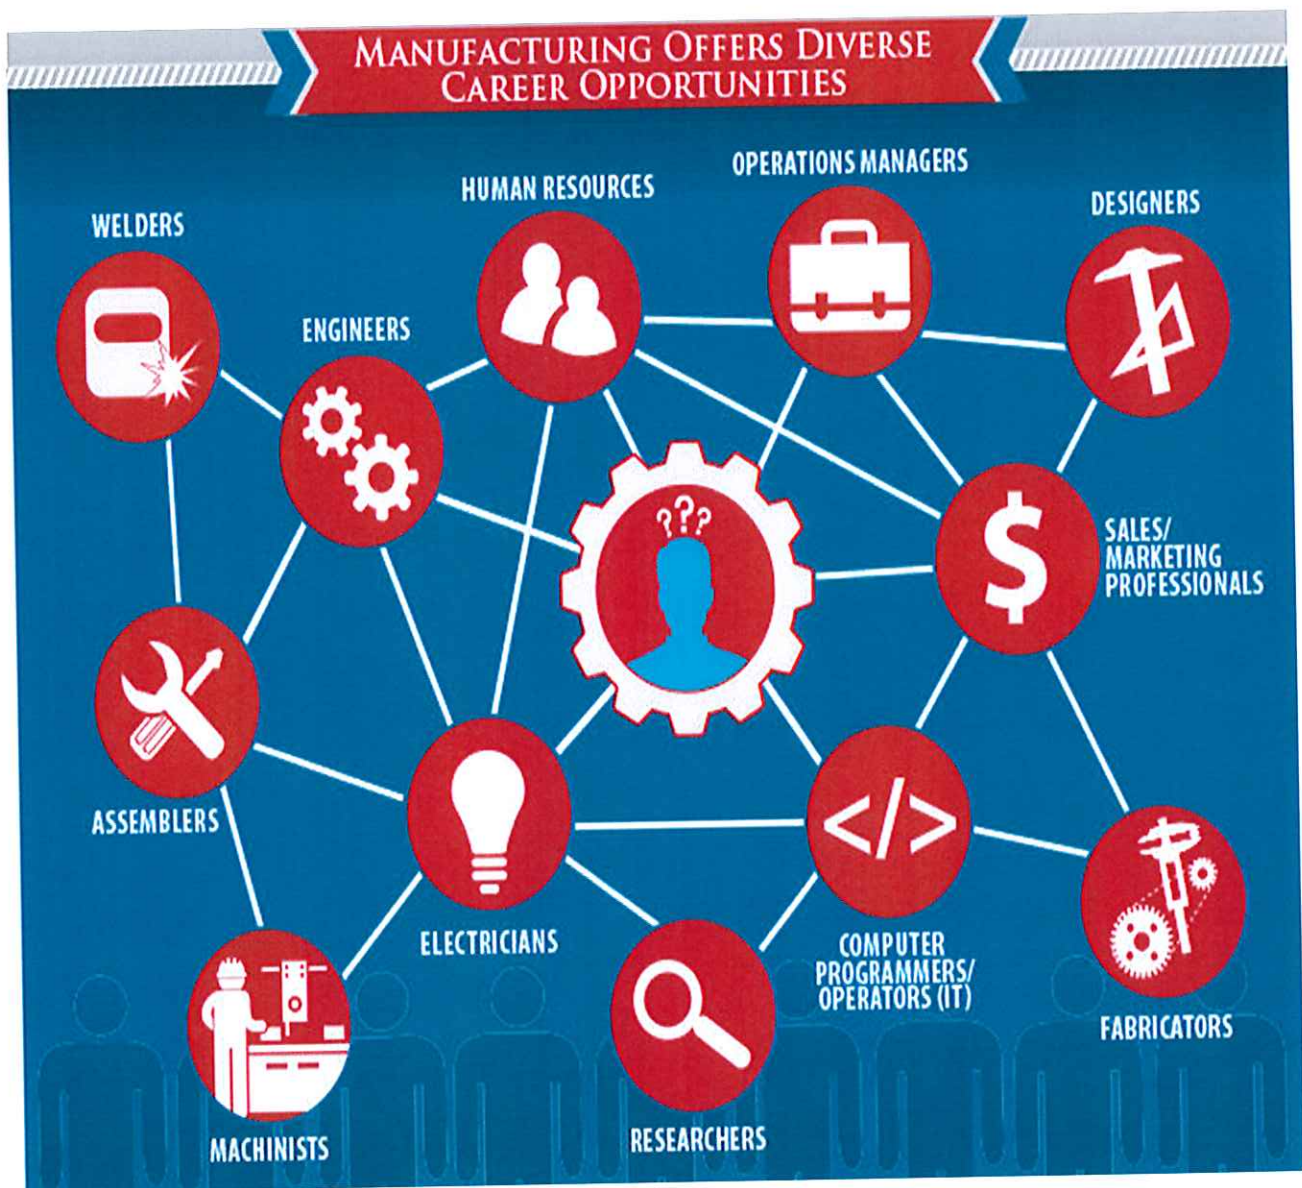 MANUFACTURING OFFERS DIVERSE
CAREER OPPORTUNITIES
OPERATIONS MANAGERS
HUMAN RESOURCES
DESIGNERS
WELDERS
ENGINEERS
???
$
SALES/
MARKETING
PROFESSIONALS
</>
ASSEMBLERS
ELECTRICIANS
COMPUTER
PROGRAMMERS/
OPERATORS (IT)
FABRICATORS
MACHINISTS
RESEARCHERS